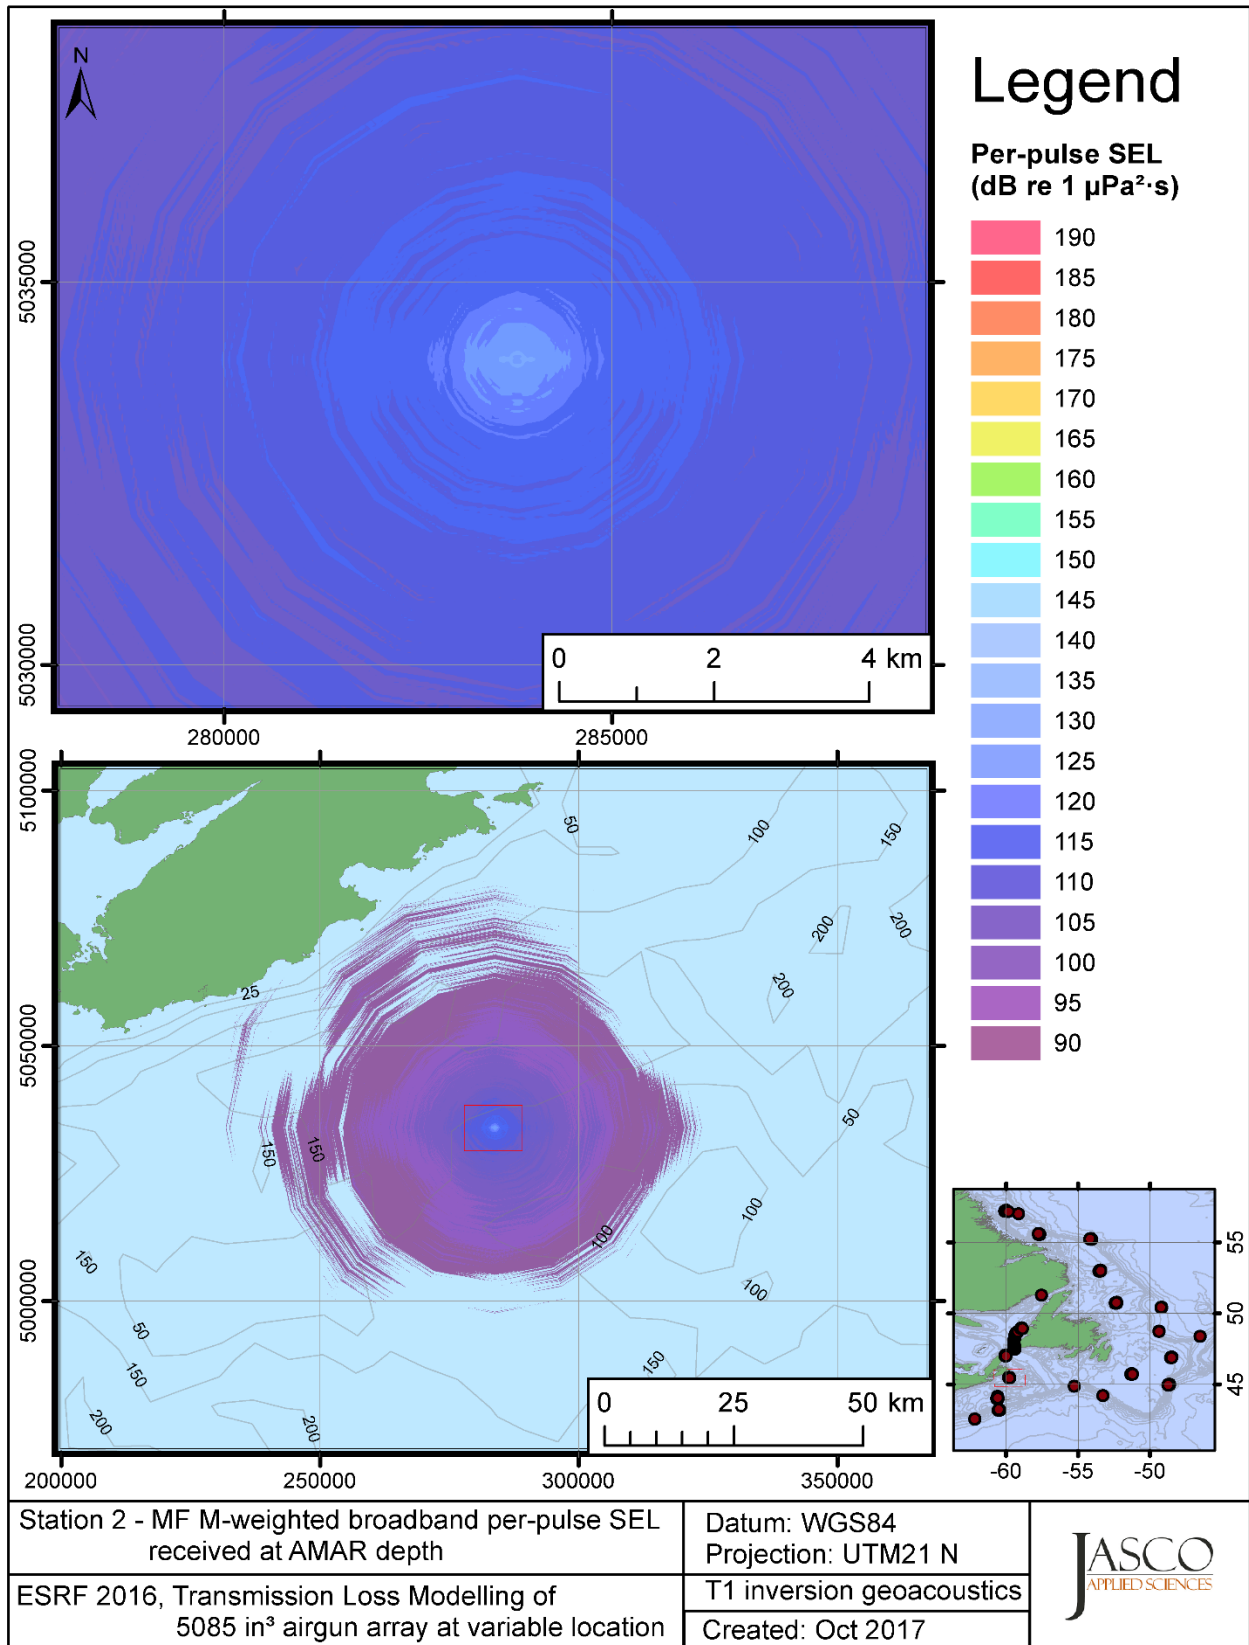 N
5035000
5030000
0 2 4 km
280000 285000
Legend
Per-pulse SEL
(dB re 1 µPa²·s)
190
185
180
175
170
165
160
155
150
145
140
135
130
125
120
115
110
105
100
95
90
5100000
5050000
5000000
50
100
150
200
200
200
25
50
150
150
100
100
100
150
50
150
150
200
200
0 25 50 km
200000 250000 300000 350000
55
50
45
-60 -55 -50
Station 2 - MF M-weighted broadband per-pulse SEL
received at AMAR depth
ESRF 2016, Transmission Loss Modelling of
5085 in³ airgun array at variable location
Datum: WGS84
Projection: UTM21 N
T1 inversion geoacoustics
Created: Oct 2017
JASCO
APPLIED SCIENCES